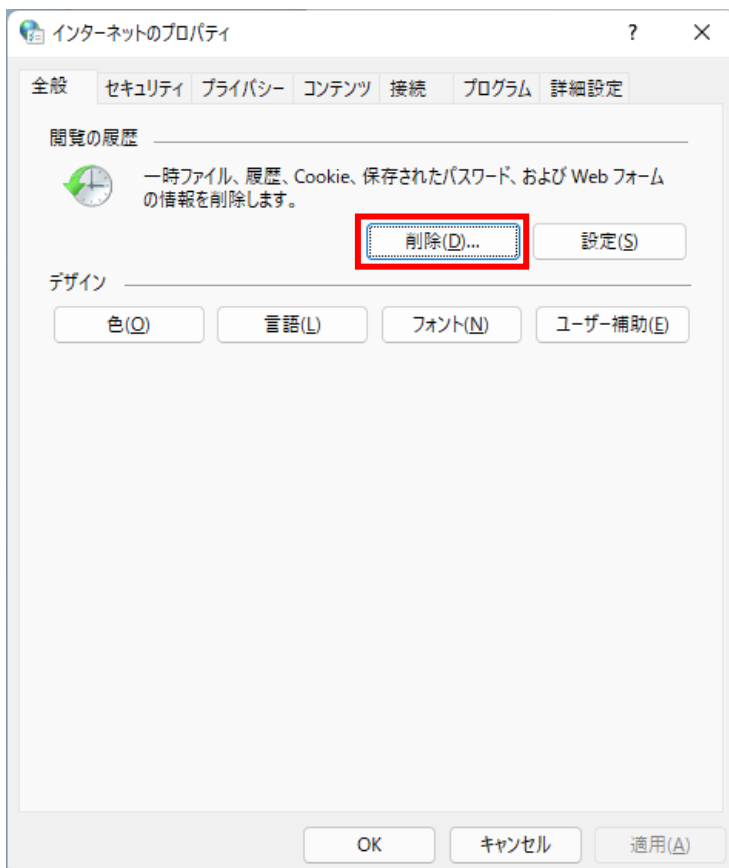 インターネットのプロパティ ?
全般 セキュリティ プライバシー コンテンツ 接続 プログラム 詳細設定
閲覧の履歴
一時ファイル、履歴、Cookie、保存されたパスワード、および Web フォーム
の情報を削除します。
削除(D)... 設定(S)
デザイン
色(O) 言語(L) フォント(N) ユーザー補助(E)
OK キャンセル 適用(A)